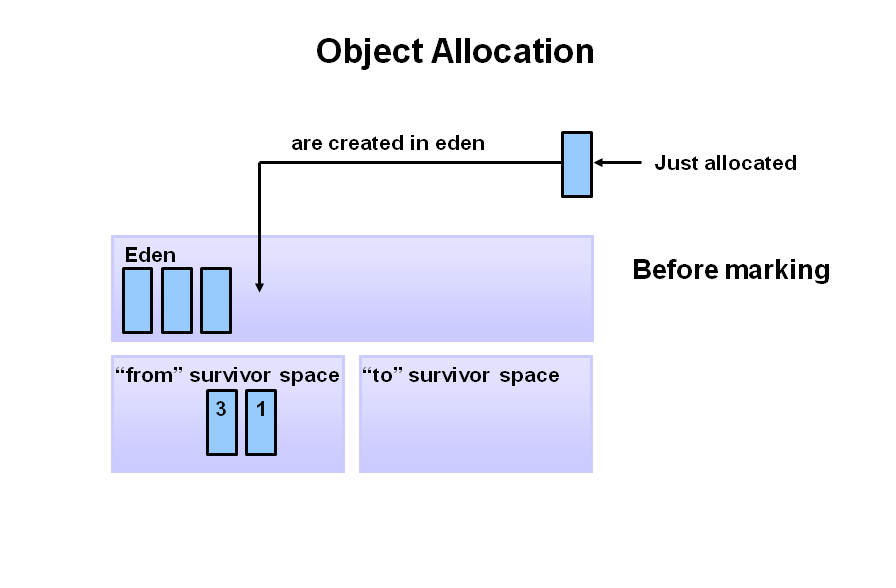 Object Allocation
are created in eden
Just allocated
Eden
Before marking
“from” survivor space
“to” survivor space
3 1